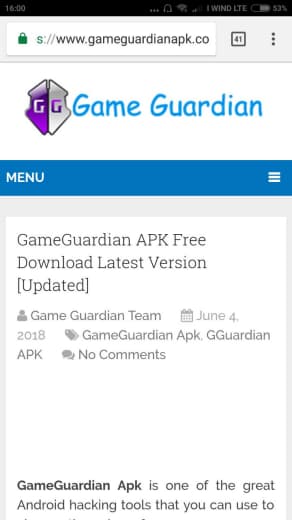 16:00 ... I WIND LTE 53%
s://www.gameguardianapk.co 41
GG Game Guardian
MENU
GameGuardian APK Free
Download Latest Version
[Updated]
Game Guardian Team June 4,
2018 GameGuardian Apk, GGuardian
APK No Comments
GameGuardian Apk is one of the great
Android hacking tools that you can use to